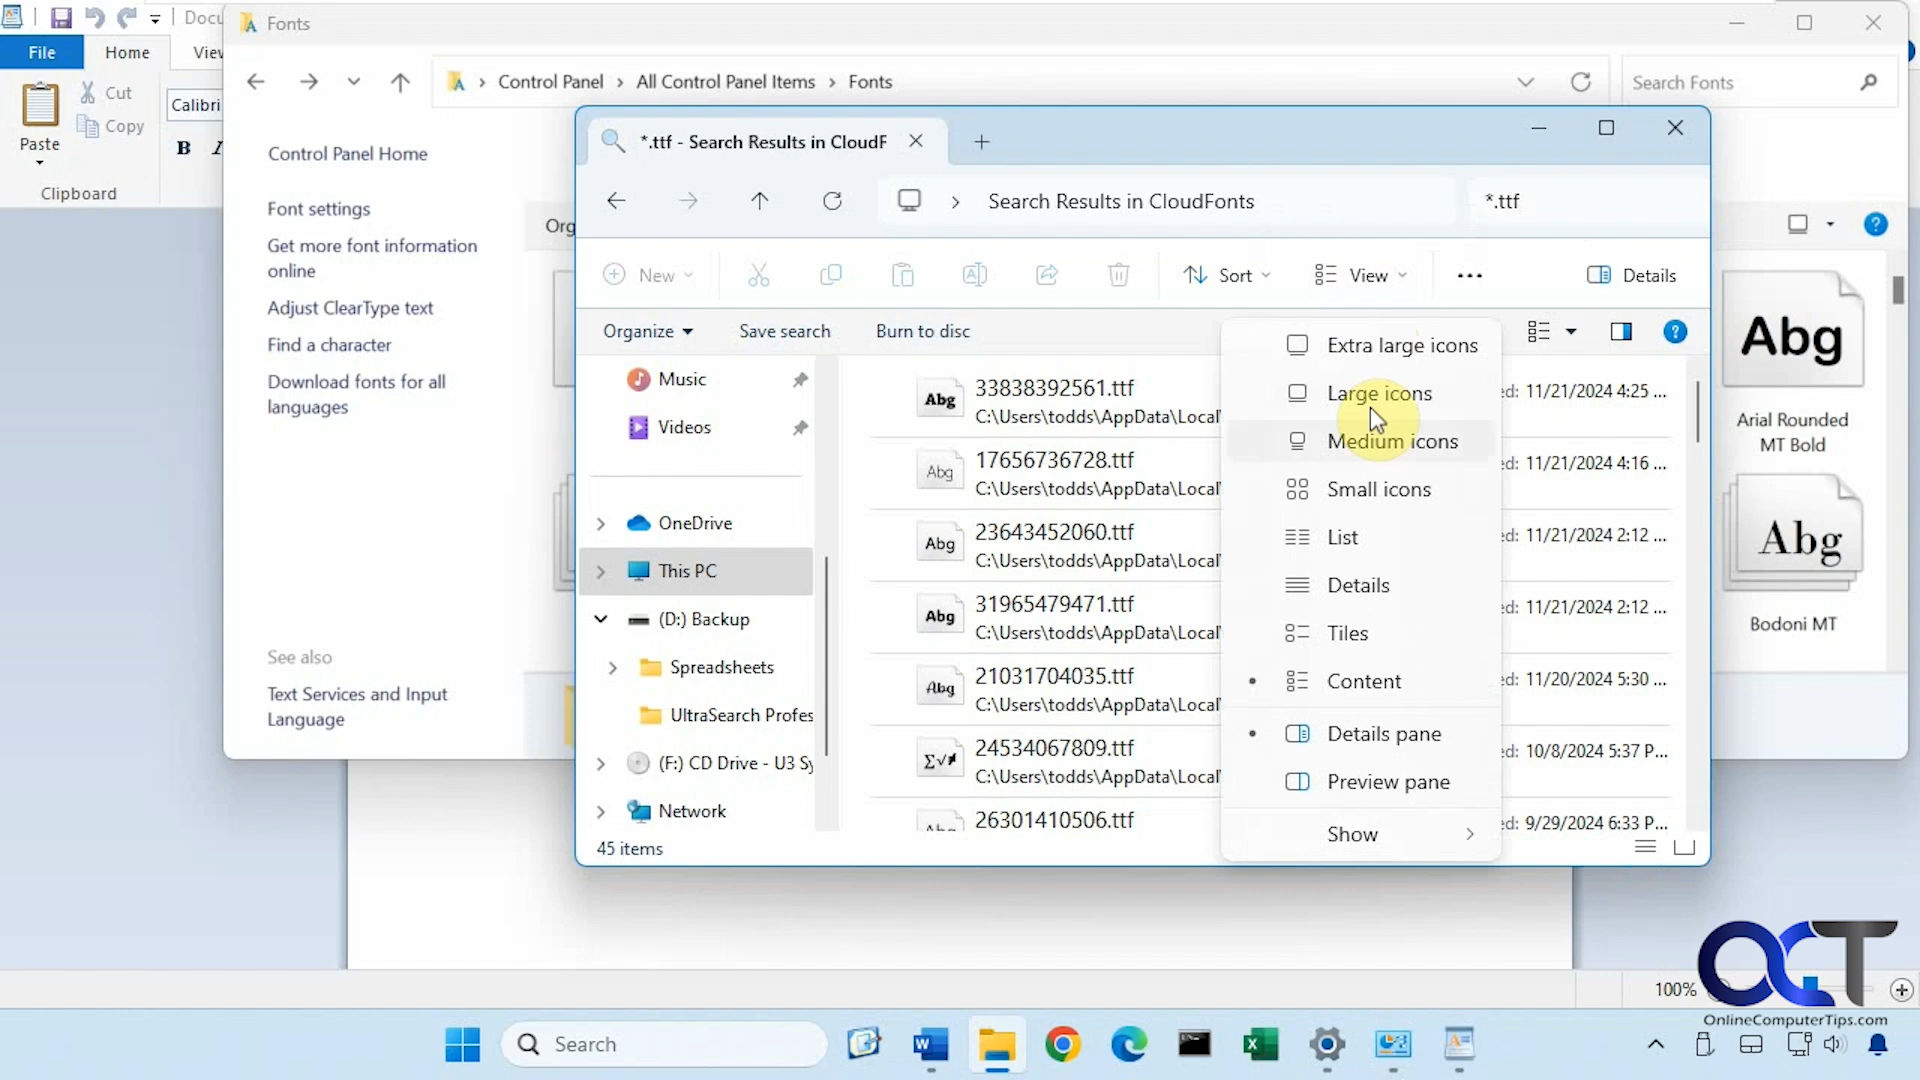 Docu
Fonts
File
Home
View
Control Panel > All Control Panel Items > Fonts
Search Fonts
Cut
Copy
Paste
Calibri
B I
Clipboard
Control Panel Home
Font settings
Get more font information
online
Adjust ClearType text
Find a character
Download fonts for all
languages
See also
Text Services and Input
Language
Org
*.ttf - Search Results in CloudF
> Search Results in CloudFonts
*.ttf
New
Sort
View
Details
Organize
Save search
Burn to disc
Music
Videos
OneDrive
This PC
(D:) Backup
Spreadsheets
UltraSearch Profes
(F:) CD Drive - U3 Sy
Network
45 items
Abg
33838392561.ttf
C:\Users\todds\AppData\Local\
ed: 11/21/2024 4:25 ...
Abg
17656736728.ttf
C:\Users\todds\AppData\Local\
ed: 11/21/2024 4:16 ...
Abg
23643452060.ttf
C:\Users\todds\AppData\Local\
ed: 11/21/2024 2:12 ...
Abg
31965479471.ttf
C:\Users\todds\AppData\Local\
ed: 11/21/2024 2:12 ...
Abg
21031704035.ttf
C:\Users\todds\AppData\Local\
ed: 11/20/2024 5:30 ...
Σ√≠
24534067809.ttf
C:\Users\todds\AppData\Local\
ed: 10/8/2024 5:37 P...
Abg
26301410506.ttf
ed: 9/29/2024 6:33 P...
Extra large icons
Large icons
Medium icons
Small icons
List
Details
Tiles
Content
Details pane
Preview pane
Show
Abg
Arial Rounded
MT Bold
Abg
Bodoni MT
100%
OCT
OnlineComputerTips.com
Search